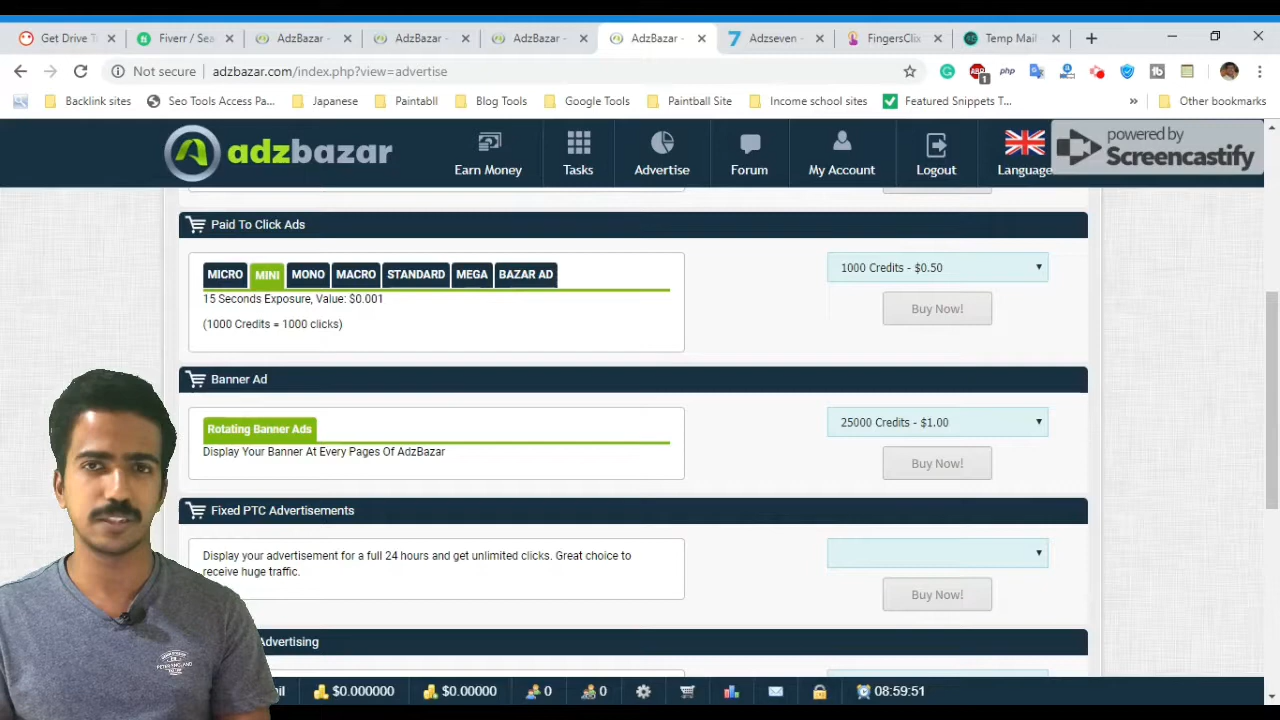 Get Drive T
Fiverr / Sea
AdzBazar -
AdzBazar -
AdzBazar -
AdzBazar -
Adzseven -
FingersClix
Temp Mail
Not secure
adzbazar.com/index.php?view=advertise
ABP
1
php
Backlink sites
Seo Tools Access Pa...
Japanese
Paintabll
Blog Tools
Google Tools
Paintball Site
Income school sites
Featured Snippets T...
»
Other bookmarks
adzbazar
Earn Money
Tasks
Advertise
Forum
My Account
Logout
Language
powered by
Screencastify
Paid To Click Ads
MICRO MINI MONO MACRO STANDARD MEGA BAZAR AD
15 Seconds Exposure, Value: $0.001
(1000 Credits = 1000 clicks)
1000 Credits - $0.50
Buy Now!
Banner Ad
Rotating Banner Ads
Display Your Banner At Every Pages Of AdzBazar
25000 Credits - $1.00
Buy Now!
Fixed PTC Advertisements
Display your advertisement for a full 24 hours and get unlimited clicks. Great choice to
receive huge traffic.
Buy Now!
Advertising
$0.000000
$0.00000
0
0
08:59:51